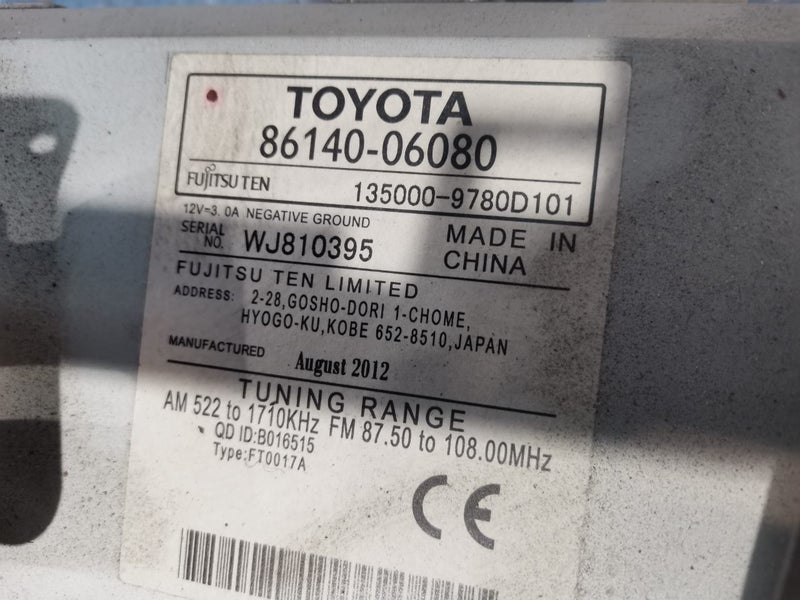 TOYOTA
86140-06080
FUJITSU TEN 135000-9780D101
12V⎓3.0A NEGATIVE GROUND
SERIAL NO. WJ810395
MADE IN CHINA
FUJITSU TEN LIMITED
ADDRESS: 2-28,GOSHO-DORI 1-CHOME,
HYOGO-KU,KOBE 652-8510,JAPAN
MANUFACTURED August 2012
TUNING RANGE
AM 522 to 1710KHz FM 87.50 to 108.00MHz
QD ID:B016515
Type:FT0017A
CE